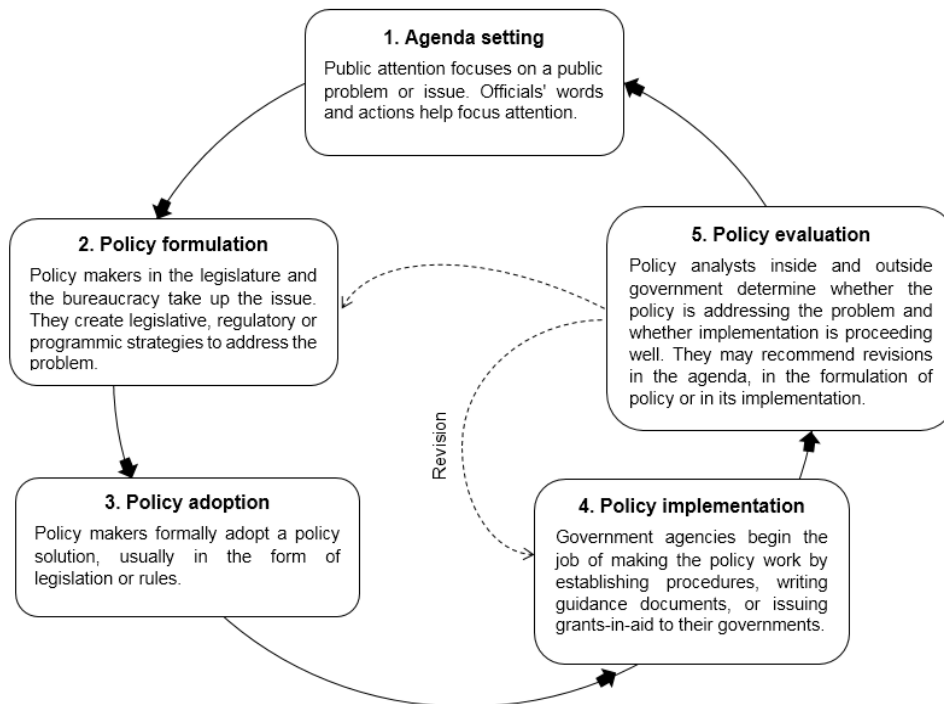 1. Agenda setting
Public attention focuses on a public
problem or issue. Officials' words
and actions help focus attention.
2. Policy formulation
Policy makers in the legislature and
the bureaucracy take up the issue.
They create legislative, regulatory or
programmic strategies to address the
problem.
3. Policy adoption
Policy makers formally adopt a policy
solution, usually in the form of
legislation or rules.
4. Policy implementation
Government agencies begin the
job of making the policy work by
establishing procedures, writing
guidance documents, or issuing
grants-in-aid to their governments.
5. Policy evaluation
Policy analysts inside and outside
government determine whether the
policy is addressing the problem and
whether implementation is proceeding
well. They may recommend revisions
in the agenda, in the formulation of
policy or in its implementation.
Revision